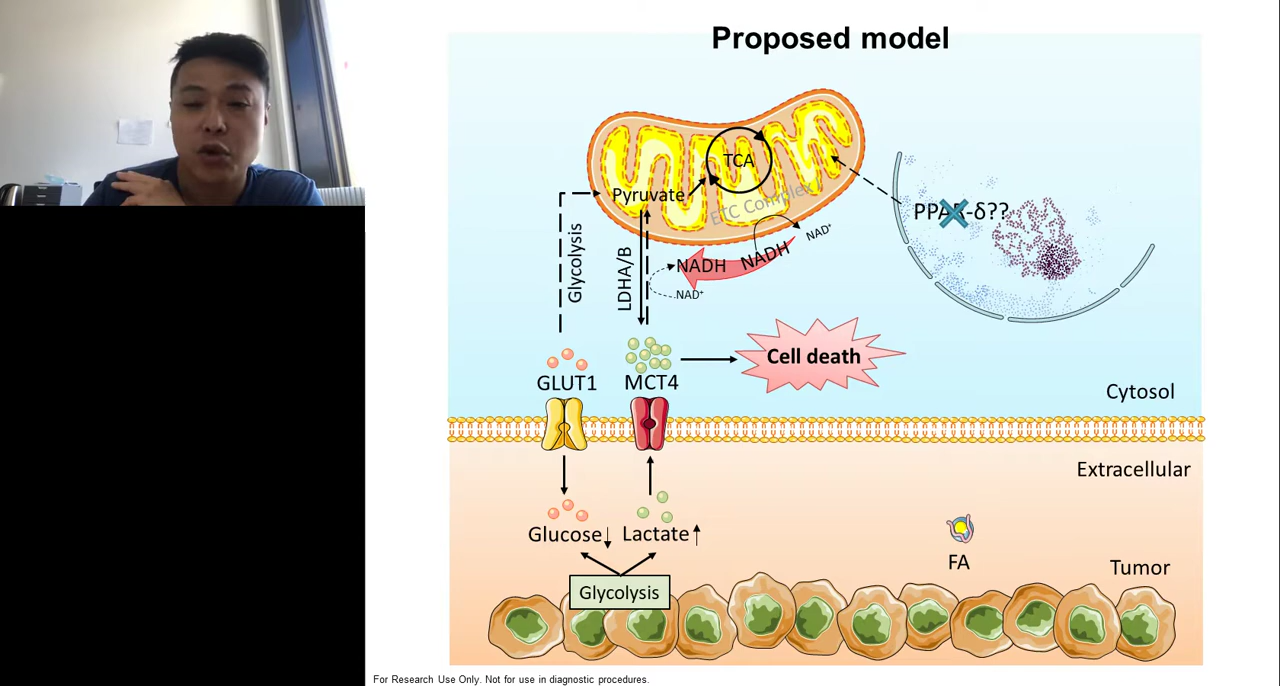 Proposed model
TCA
Pyruvate
ETC Complex
PPAR-δ??
NAD⁺
NADH
NADH
NAD⁺
Glycolysis
LDHA/B
Cell death
GLUT1
MCT4
Cytosol
Extracellular
Glucose↓
Lactate↑
FA
Tumor
Glycolysis
For Research Use Only. Not for use in diagnostic procedures.